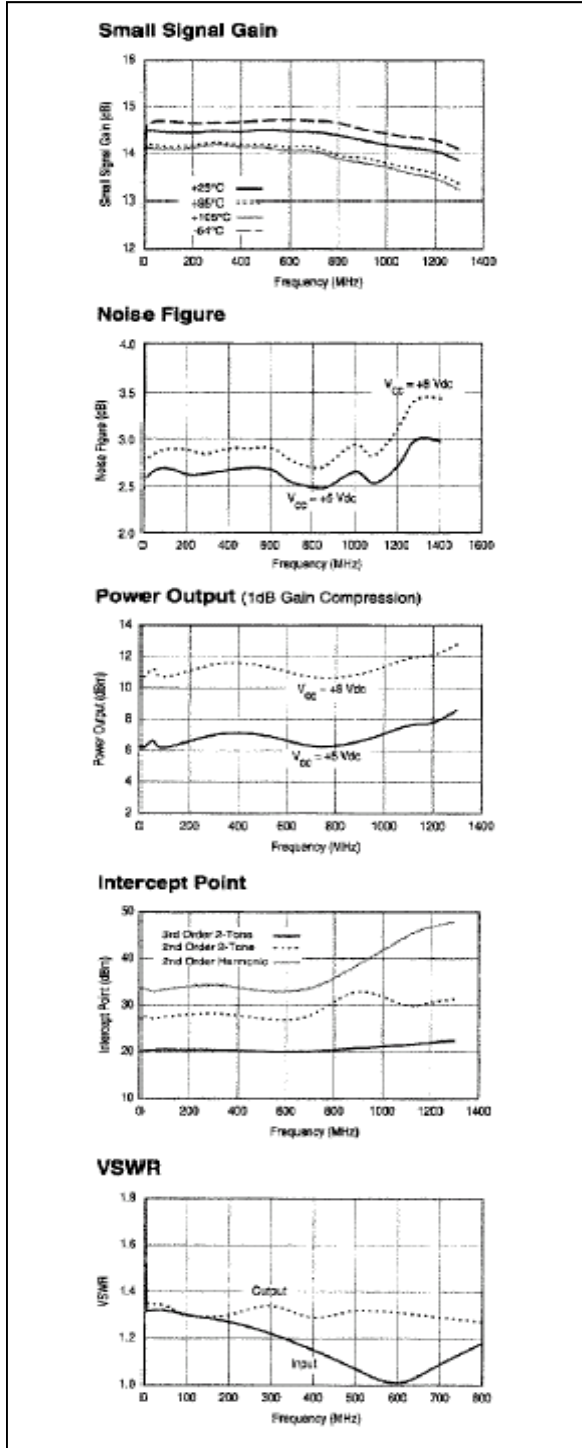 Small Signal Gain
16
15
14
13
12
Small Signal Gain (dB)
+25°C
+85°C
+105°C
-54°C
0 200 400 600 800 1000 1200 1400
Frequency (MHz)
Noise Figure
4.0
3.5
3.0
2.5
2.0
Noise Figure (dB)
VCC = +8 Vdc
VCC = +5 Vdc
0 200 400 600 800 1000 1200 1400 1600
Frequency (MHz)
Power Output (1dB Gain Compression)
14
12
10
8
6
4
2
Power Output (dBm)
VCC = +8 Vdc
VCC = +5 Vdc
0 200 400 600 800 1000 1200 1400
Frequency (MHz)
Intercept Point
50
40
30
20
10
Intercept Point (dBm)
3rd Order 2-Tone
2nd Order 2-Tone
2nd Order Harmonic
0 200 400 600 800 1000 1200 1400
Frequency (MHz)
VSWR
1.8
1.6
1.4
1.2
1.0
VSWR
Output
Input
0 100 200 300 400 500 600 700 800
Frequency (MHz)